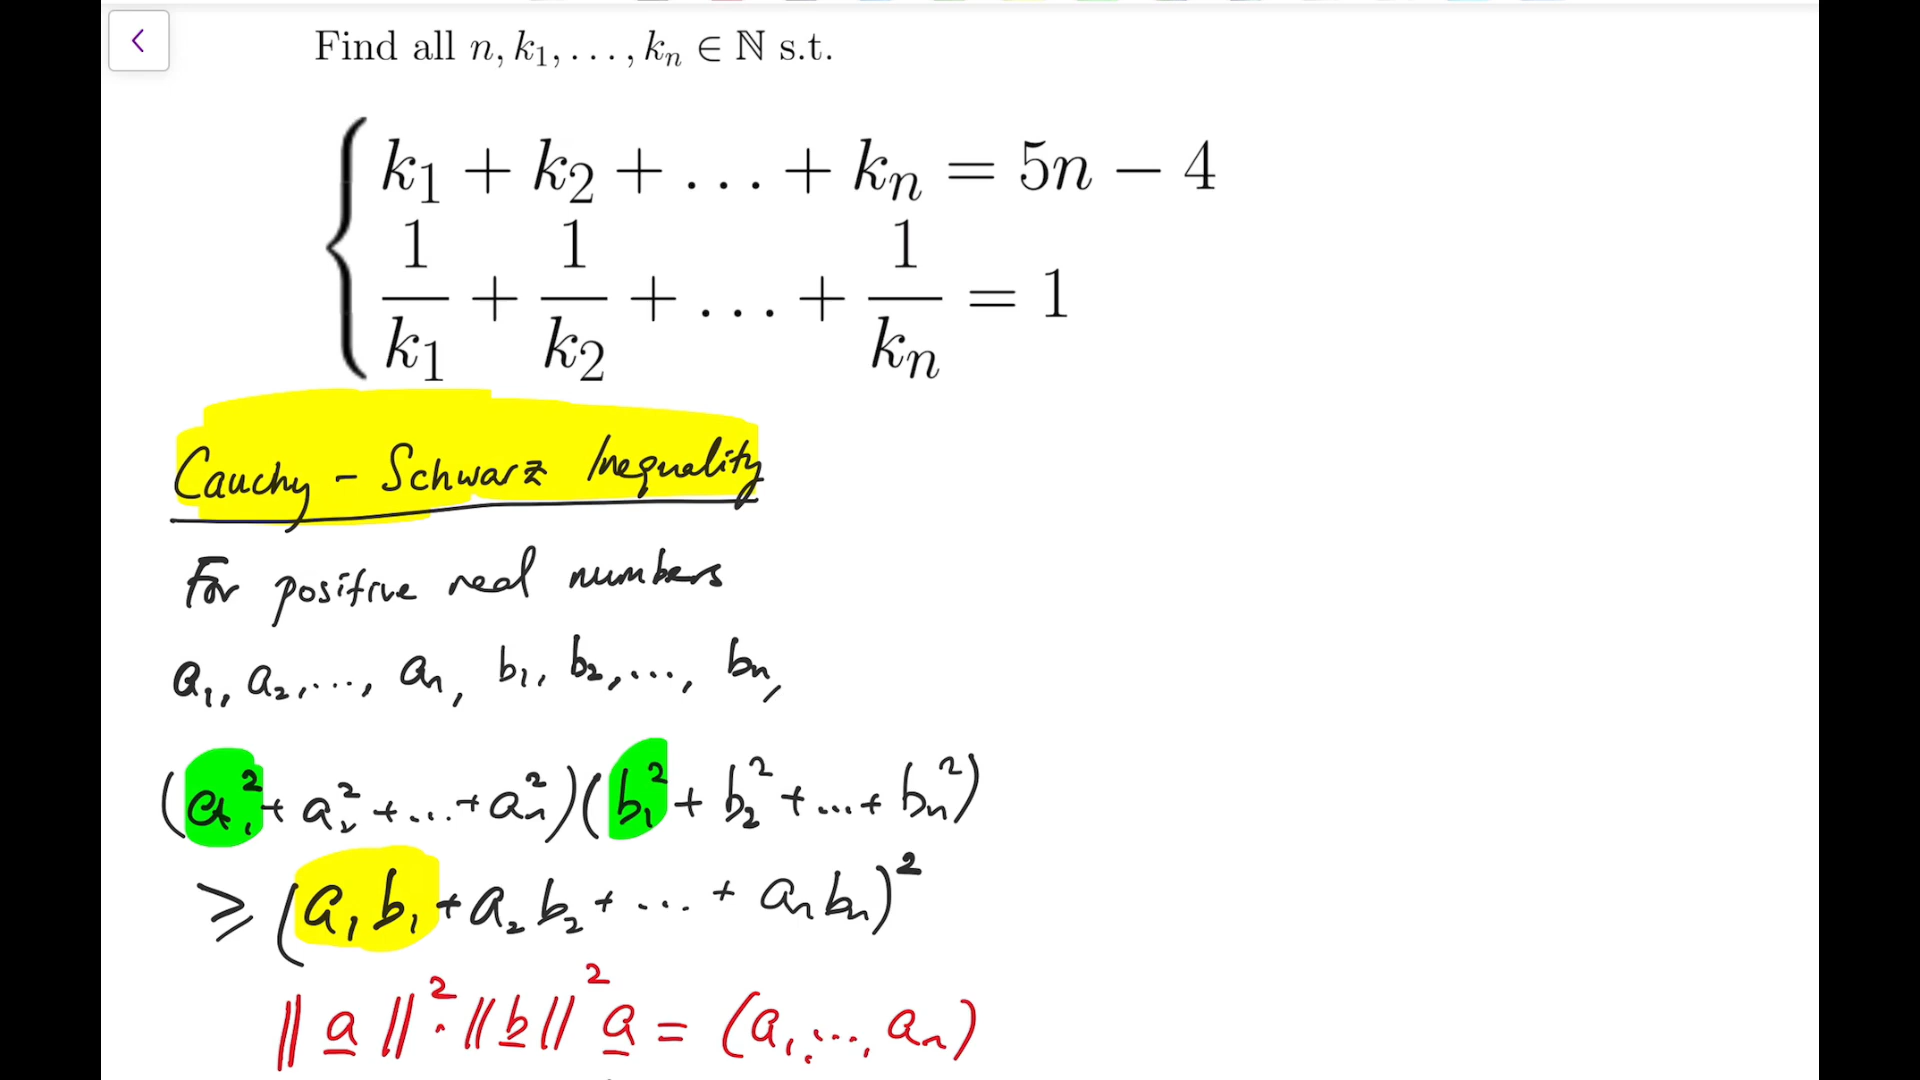 Find all n, k₁, …, kₙ ∈ ℕ s.t.
k₁ + k₂ + … + kₙ = 5n − 4
1/k₁ + 1/k₂ + … + 1/kₙ = 1
Cauchy - Schwarz Inequality
For positive real numbers
a₁, a₂, …, aₙ, b₁, b₂, …, bₙ,
(a₁² + a₂² + … + aₙ²)(b₁² + b₂² + … + bₙ²)
≥ (a₁b₁ + a₂b₂ + … + aₙbₙ)²
‖a‖² · ‖b‖² a = (a₁, …, aₙ)